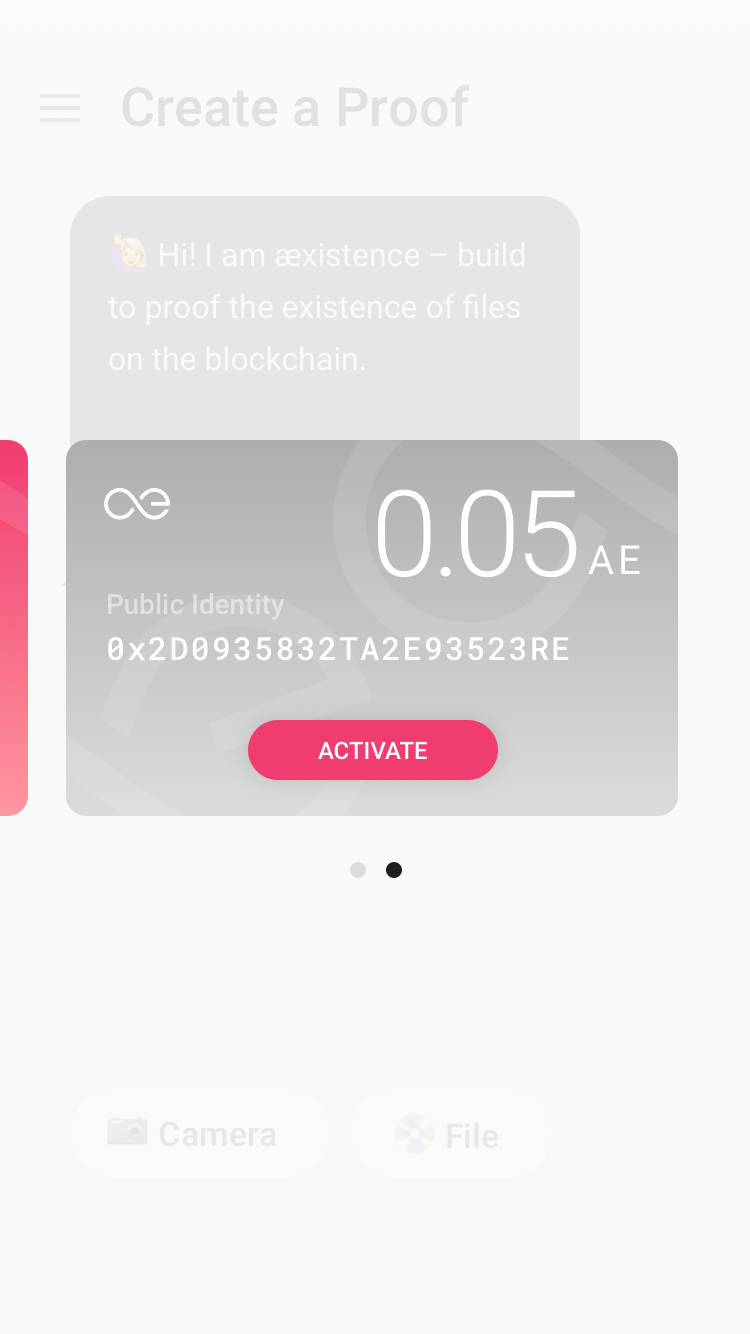 Create a Proof
🙋 Hi! I am æxistence – build
to proof the existence of files
on the blockchain.
0.05 AE
Public Identity
0x2D0935832TA2E93523RE
ACTIVATE
Camera
File